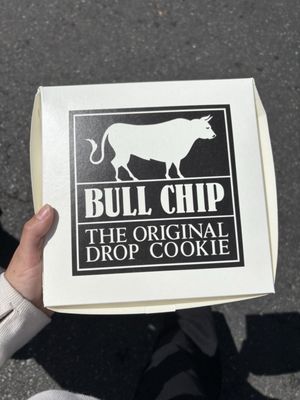 BULL CHIP
THE ORIGINAL
DROP COOKIE